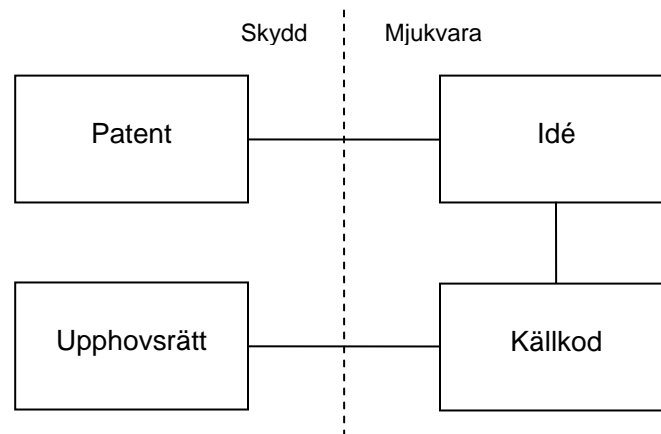 Skydd
Mjukvara
Patent
Idé
Upphovsrätt
Källkod